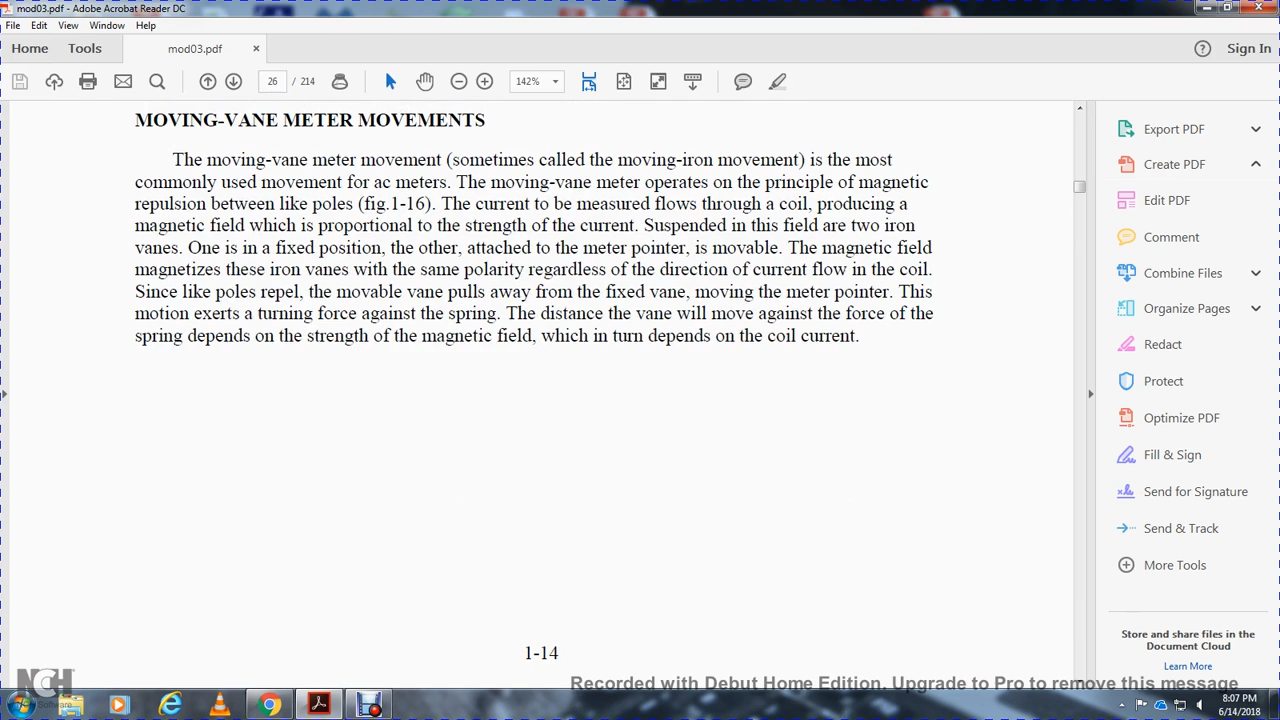 mod03.pdf - Adobe Acrobat Reader DC
File Edit View Window Help
Home Tools mod03.pdf × Sign In
26 / 214 142%
MOVING-VANE METER MOVEMENTS
The moving-vane meter movement (sometimes called the moving-iron movement) is the most
commonly used movement for ac meters. The moving-vane meter operates on the principle of magnetic
repulsion between like poles (fig.1-16). The current to be measured flows through a coil, producing a
magnetic field which is proportional to the strength of the current. Suspended in this field are two iron
vanes. One is in a fixed position, the other, attached to the meter pointer, is movable. The magnetic field
magnetizes these iron vanes with the same polarity regardless of the direction of current flow in the coil.
Since like poles repel, the movable vane pulls away from the fixed vane, moving the meter pointer. This
motion exerts a turning force against the spring. The distance the vane will move against the force of the
spring depends on the strength of the magnetic field, which in turn depends on the coil current.
1-14
Export PDF
Create PDF
Edit PDF
Comment
Combine Files
Organize Pages
Redact
Protect
Optimize PDF
Fill & Sign
Send for Signature
Send & Track
More Tools
Store and share files in the
Document Cloud
Learn More
NCH
Software
Recorded with Debut Home Edition. Upgrade to Pro to remove this message
8:07 PM
6/14/2018